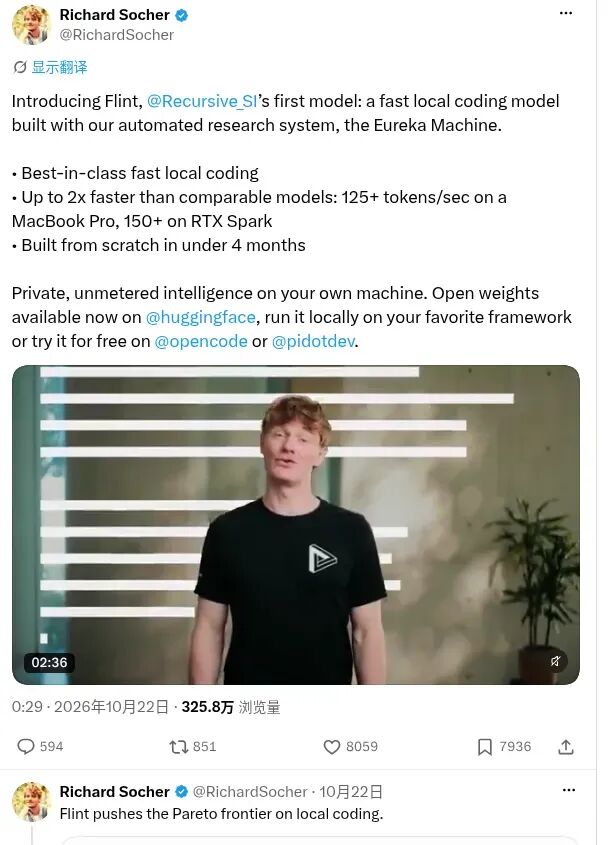 Richard Socher
@RichardSocher
显示翻译
Introducing Flint, @Recursive_SI's first model: a fast local coding model
built with our automated research system, the Eureka Machine.
• Best-in-class fast local coding
• Up to 2x faster than comparable models: 125+ tokens/sec on a
MacBook Pro, 150+ on RTX Spark
• Built from scratch in under 4 months
Private, unmetered intelligence on your own machine. Open weights
available now on @huggingface, run it locally on your favorite framework
or try it for free on @opencode or @pidotdev.
02:36
0:29 · 2026年10月22日 · 325.8万 浏览量
594 851 8059 7936
Richard Socher @RichardSocher · 10月22日
Flint pushes the Pareto frontier on local coding.